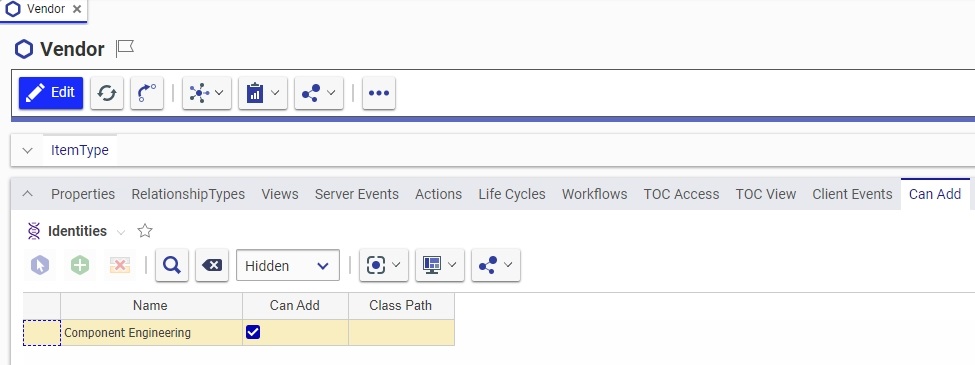 Vendor
Vendor
Edit
ItemType
Properties RelationshipTypes Views Server Events Actions Life Cycles Workflows TOC Access TOC View Client Events Can Add
Identities
Hidden
Name Can Add Class Path
Component Engineering